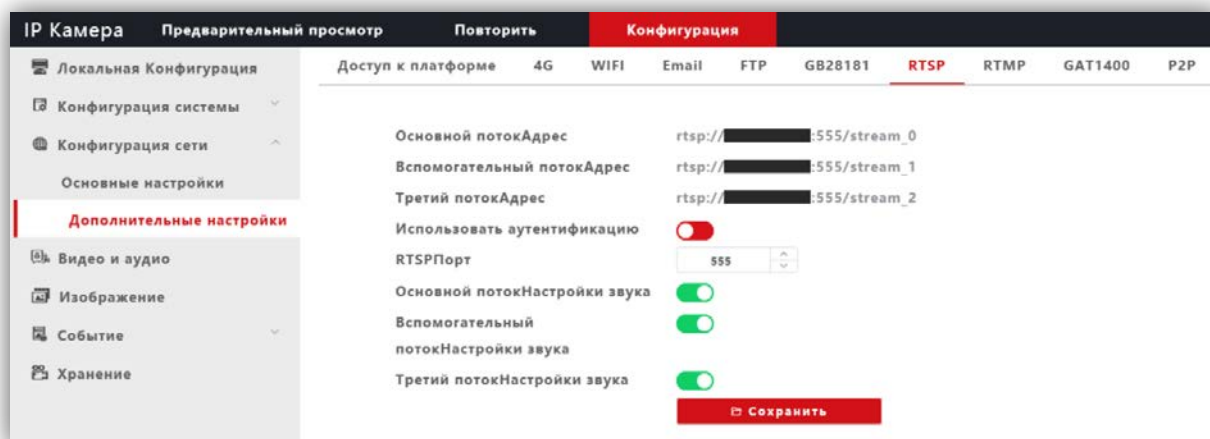 IP Камера Предварительный просмотр Повторить Конфигурация
Локальная Конфигурация
Конфигурация системы
Конфигурация сети
Основные настройки
Дополнительные настройки
Видео и аудио
Изображение
Событие
Хранение
Доступ к платформе 4G WIFI Email FTP GB28181 RTSP RTMP GAT1400 P2P
Основной потокАдрес rtsp:// :555/stream_0
Вспомогательный потокАдрес rtsp:// :555/stream_1
Третий потокАдрес rtsp:// :555/stream_2
Использовать аутентификацию
RTSPПорт 555
Основной потокНастройки звука
Вспомогательный
потокНастройки звука
Третий потокНастройки звука
Сохранить